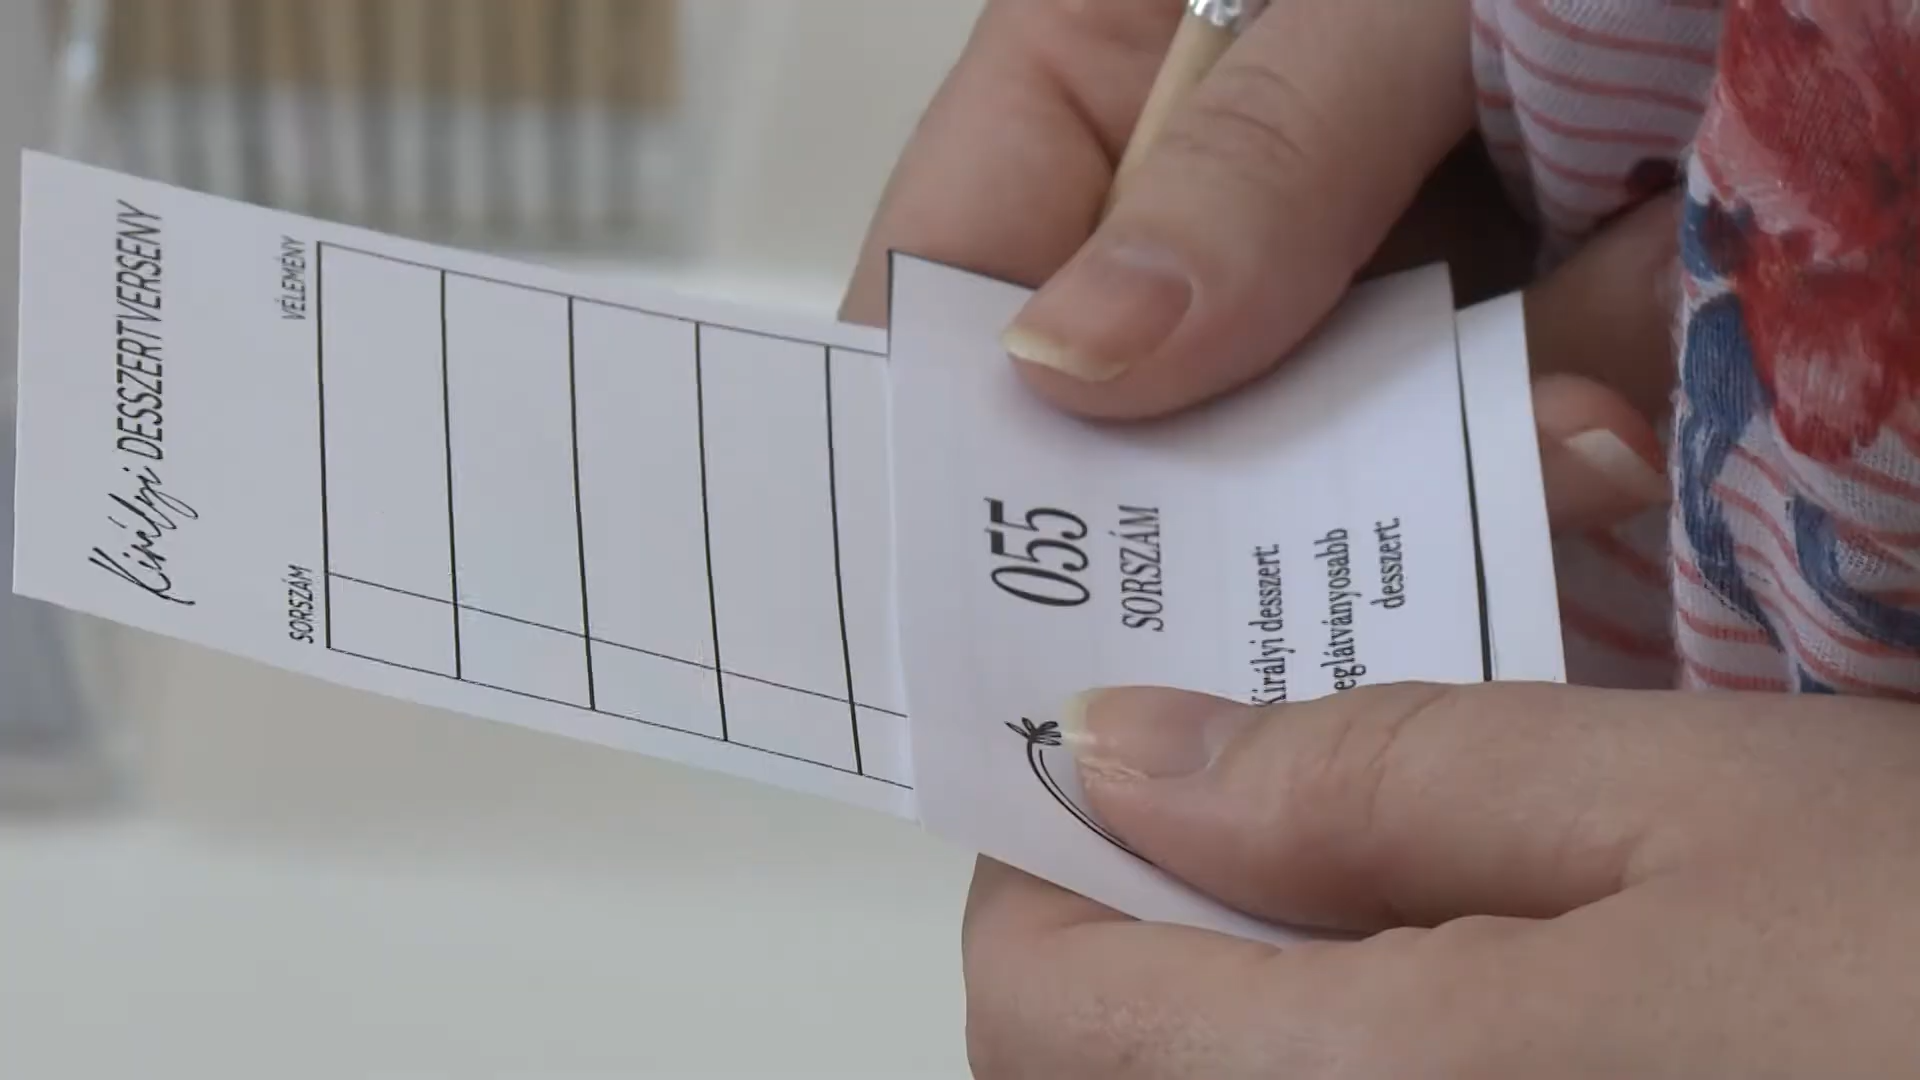 Királyi DESSZERTVERSENY
SORSZÁM VÉLEMÉNY
055
SORSZÁM
Királyi desszert
desszert